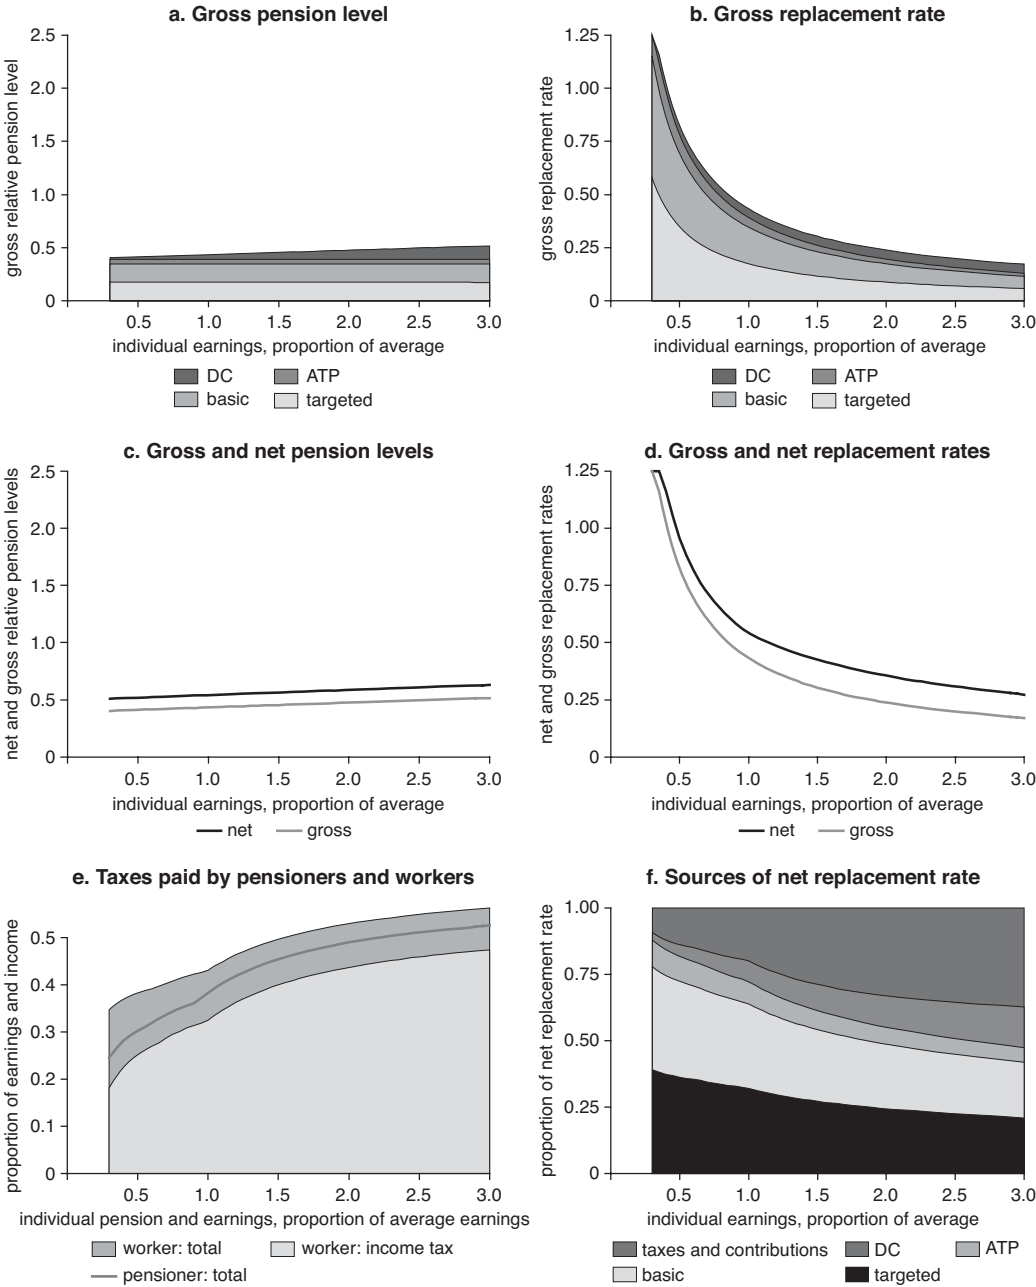 a. Gross pension level
gross relative pension level
2.5
2.0
1.5
1.0
0.5
0
0.5 1.0 1.5 2.0 2.5 3.0
individual earnings, proportion of average
DC ATP
basic targeted
b. Gross replacement rate
gross replacement rate
1.25
1.00
0.75
0.50
0.25
0
0.5 1.0 1.5 2.0 2.5 3.0
individual earnings, proportion of average
DC ATP
basic targeted
c. Gross and net pension levels
net and gross relative pension levels
2.5
2.0
1.5
1.0
0.5
0
0.5 1.0 1.5 2.0 2.5 3.0
individual earnings, proportion of average
net gross
d. Gross and net replacement rates
net and gross replacement rates
1.25
1.00
0.75
0.50
0.25
0
0.5 1.0 1.5 2.0 2.5 3.0
individual earnings, proportion of average
net gross
e. Taxes paid by pensioners and workers
proportion of earnings and income
0.5
0.4
0.3
0.2
0.1
0
0.5 1.0 1.5 2.0 2.5 3.0
individual pension and earnings, proportion of average earnings
worker: total worker: income tax
pensioner: total
f. Sources of net replacement rate
proportion of net replacement rate
1.00
0.75
0.50
0.25
0
0.5 1.0 1.5 2.0 2.5 3.0
individual earnings, proportion of average
taxes and contributions DC ATP
basic targeted